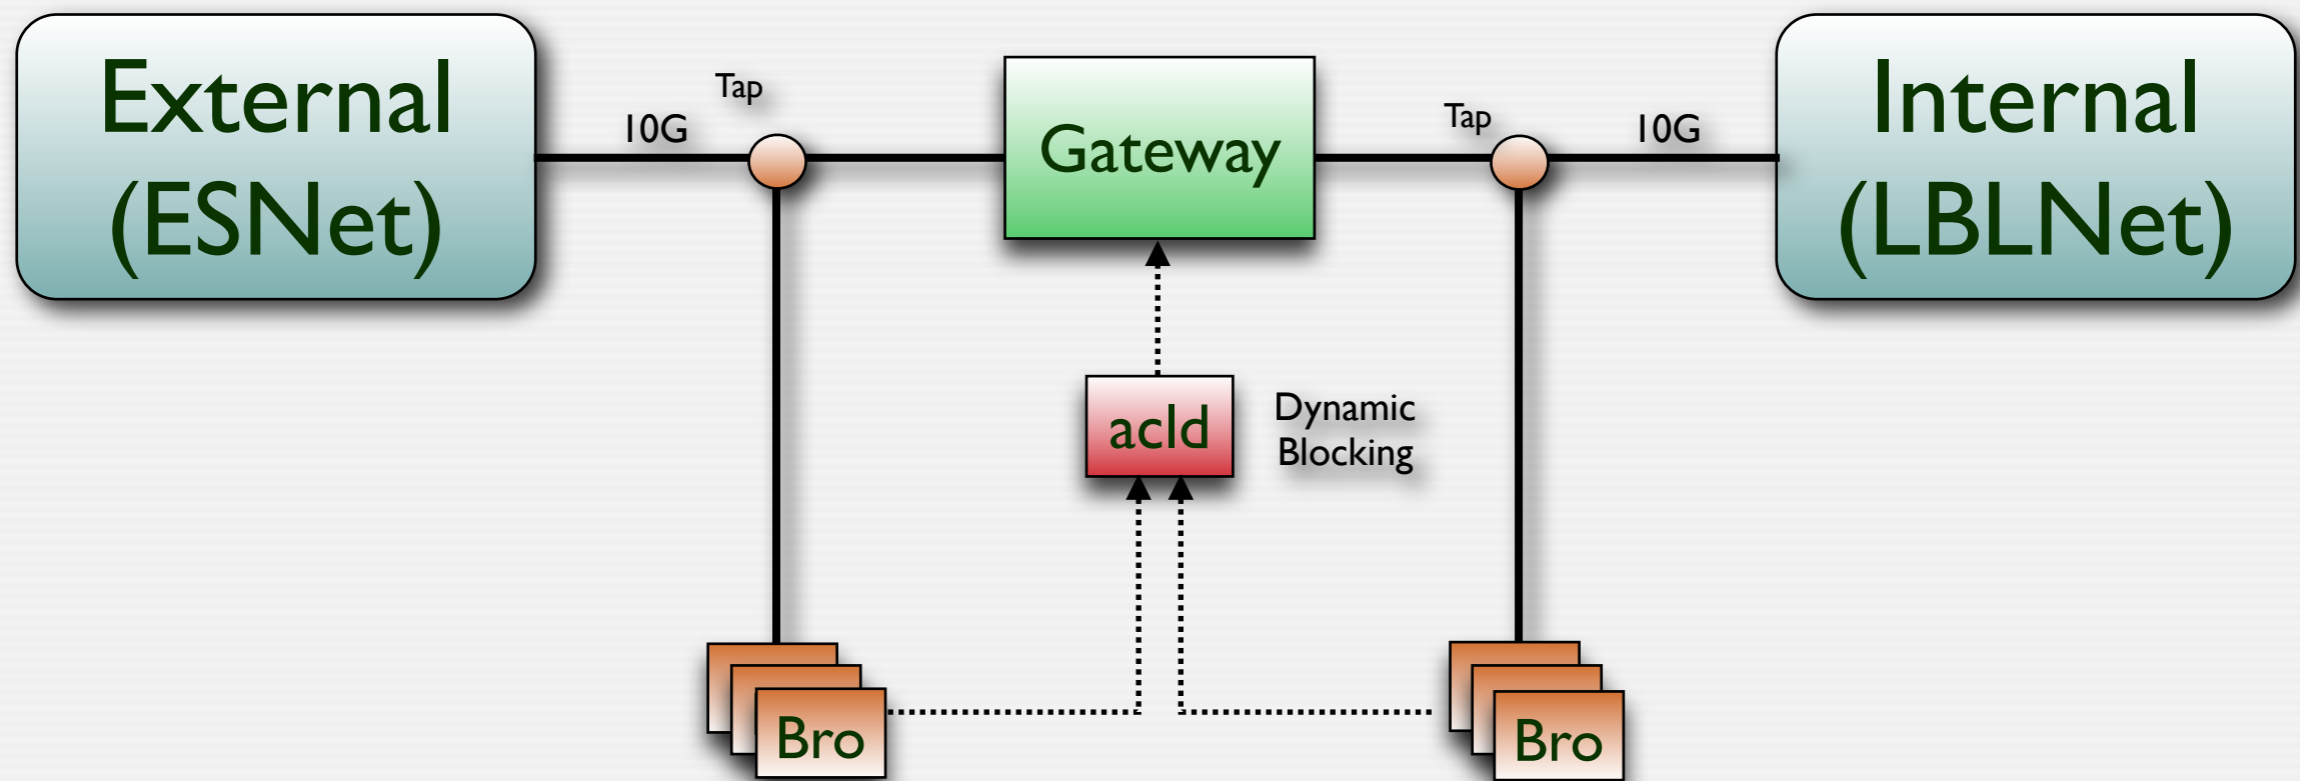 External
(ESNet)
10G
Tap
Gateway
Tap
10G
Internal
(LBLNet)
acld
Dynamic
Blocking
Bro
Bro